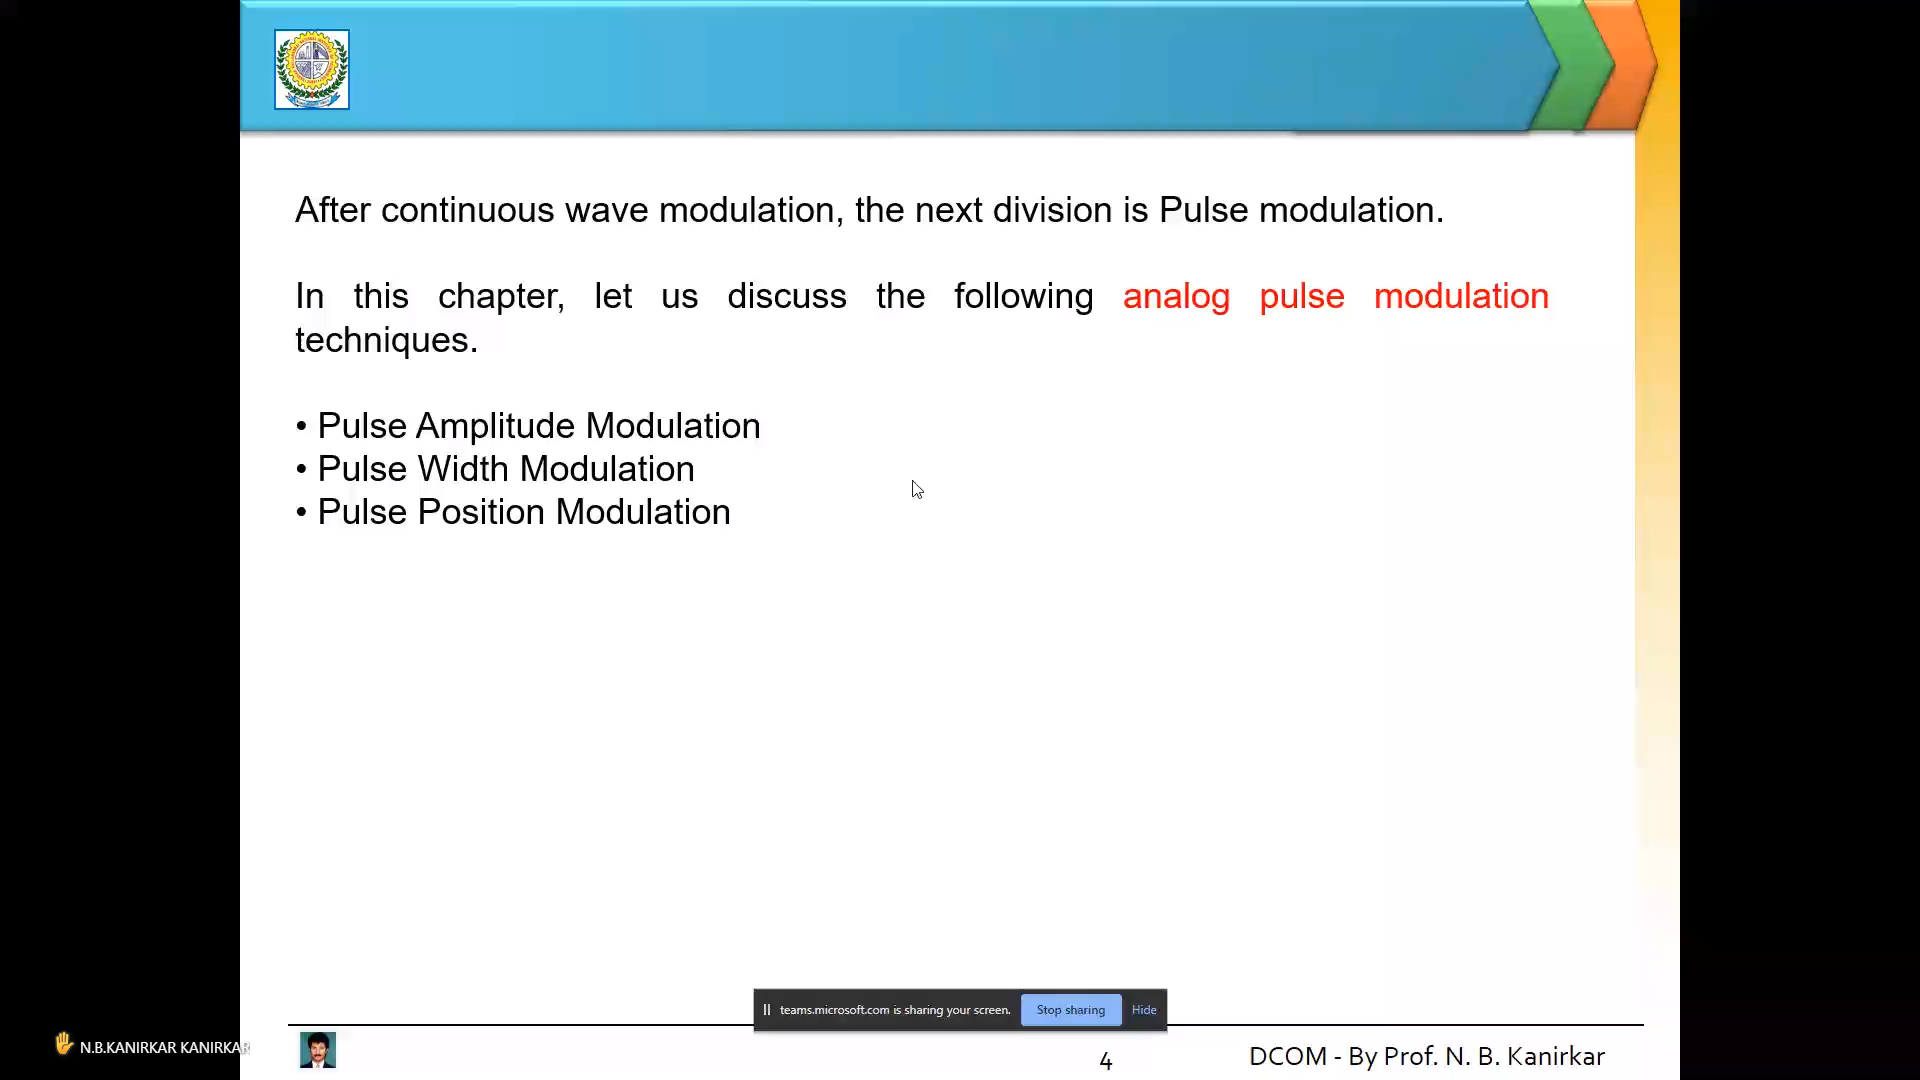 After continuous wave modulation, the next division is Pulse modulation.
In this chapter, let us discuss the following analog pulse modulation
techniques.
• Pulse Amplitude Modulation
• Pulse Width Modulation
• Pulse Position Modulation
teams.microsoft.com is sharing your screen. Stop sharing Hide
N.B.KANIRKAR KANIRKAR
4
DCOM - By Prof. N. B. Kanirkar